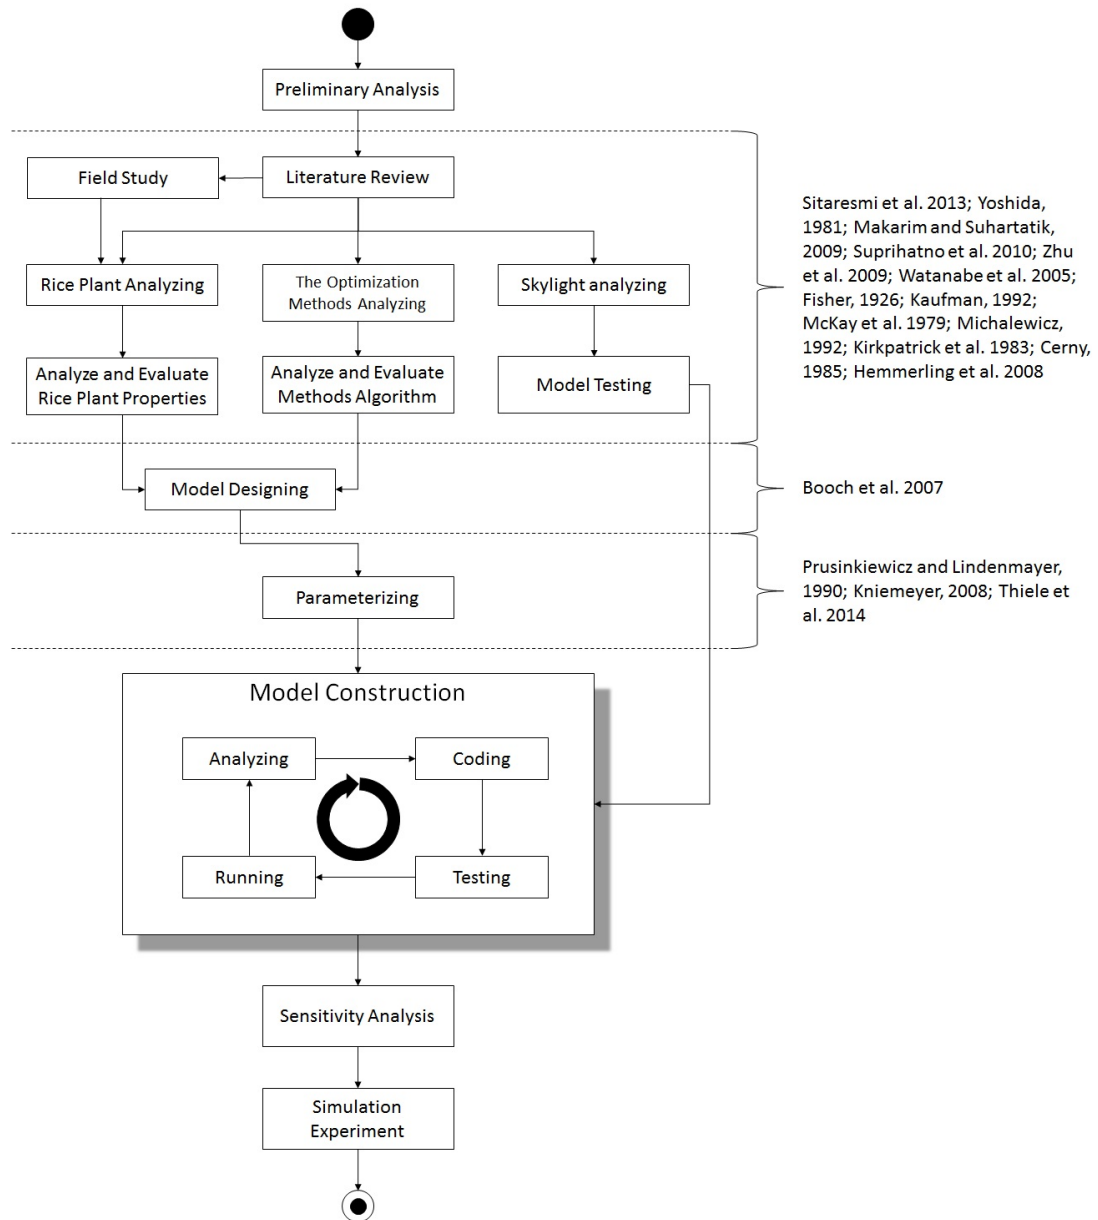 Preliminary Analysis
Field Study
Literature Review
Sitaresmi et al. 2013; Yoshida,
1981; Makarim and Suhartatik,
2009; Suprihatno et al. 2010; Zhu
et al. 2009; Watanabe et al. 2005;
Fisher, 1926; Kaufman, 1992;
McKay et al. 1979; Michalewicz,
1992; Kirkpatrick et al. 1983; Cerny,
1985; Hemmerling et al. 2008
Rice Plant Analyzing
The Optimization
Methods Analyzing
Skylight analyzing
Analyze and Evaluate
Rice Plant Properties
Analyze and Evaluate
Methods Algorithm
Model Testing
Model Designing
Booch et al. 2007
Parameterizing
Prusinkiewicz and Lindenmayer,
1990; Kniemeyer, 2008; Thiele et
al. 2014
Model Construction
Analyzing
Coding
Running
Testing
Sensitivity Analysis
Simulation
Experiment